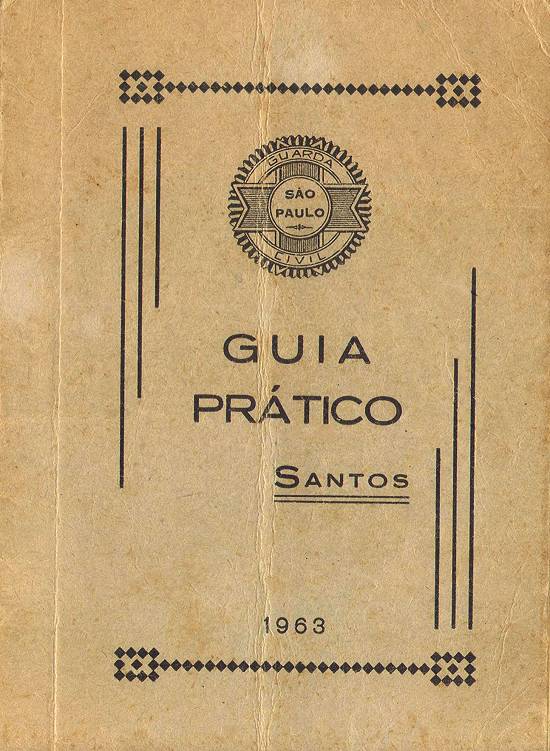 GUARDA
SÃO
PAULO
CIVIL
GUIA
PRÁTICO
SANTOS
1963